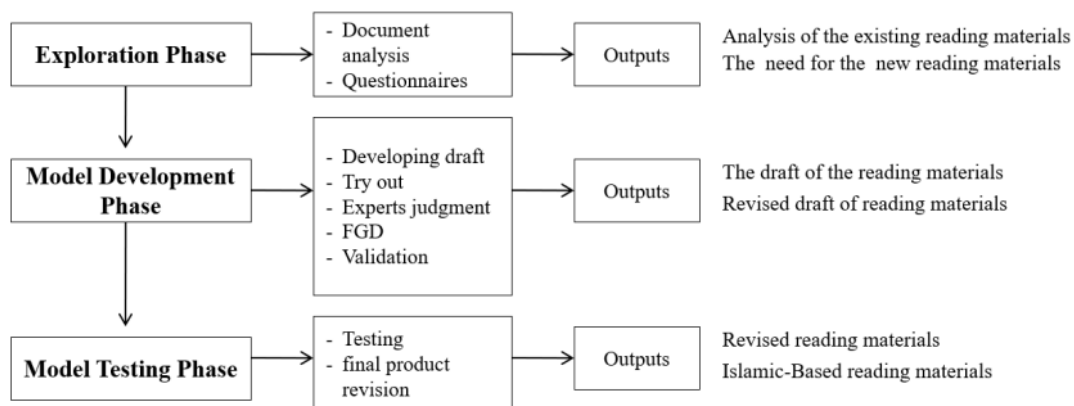 Exploration Phase
- Document
analysis
- Questionnaires
Outputs
Analysis of the existing reading materials
The need for the new reading materials
Model Development
Phase
- Developing draft
- Try out
- Experts judgment
- FGD
- Validation
Outputs
The draft of the reading materials
Revised draft of reading materials
Model Testing Phase
- Testing
- final product
revision
Outputs
Revised reading materials
Islamic-Based reading materials